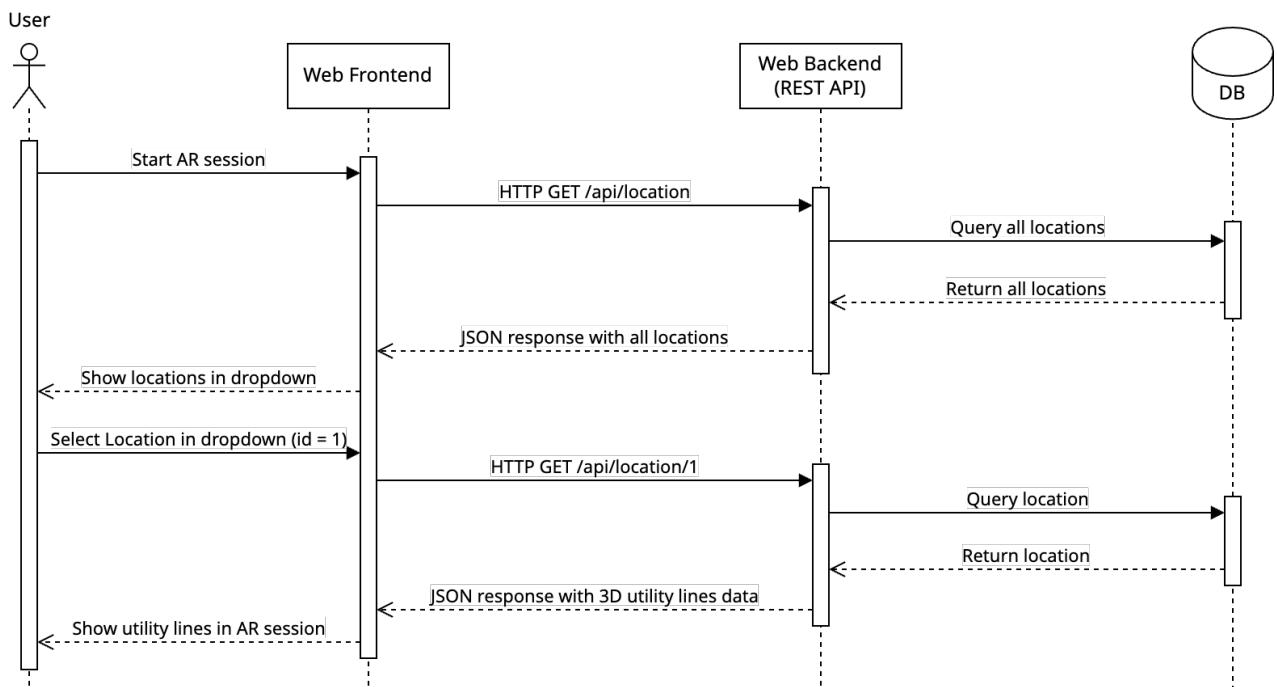 User
Web Frontend
Web Backend
(REST API)
DB
Start AR session
HTTP GET /api/location
Query all locations
Return all locations
JSON response with all locations
Show locations in dropdown
Select Location in dropdown (id = 1)
HTTP GET /api/location/1
Query location
Return location
JSON response with 3D utility lines data
Show utility lines in AR session